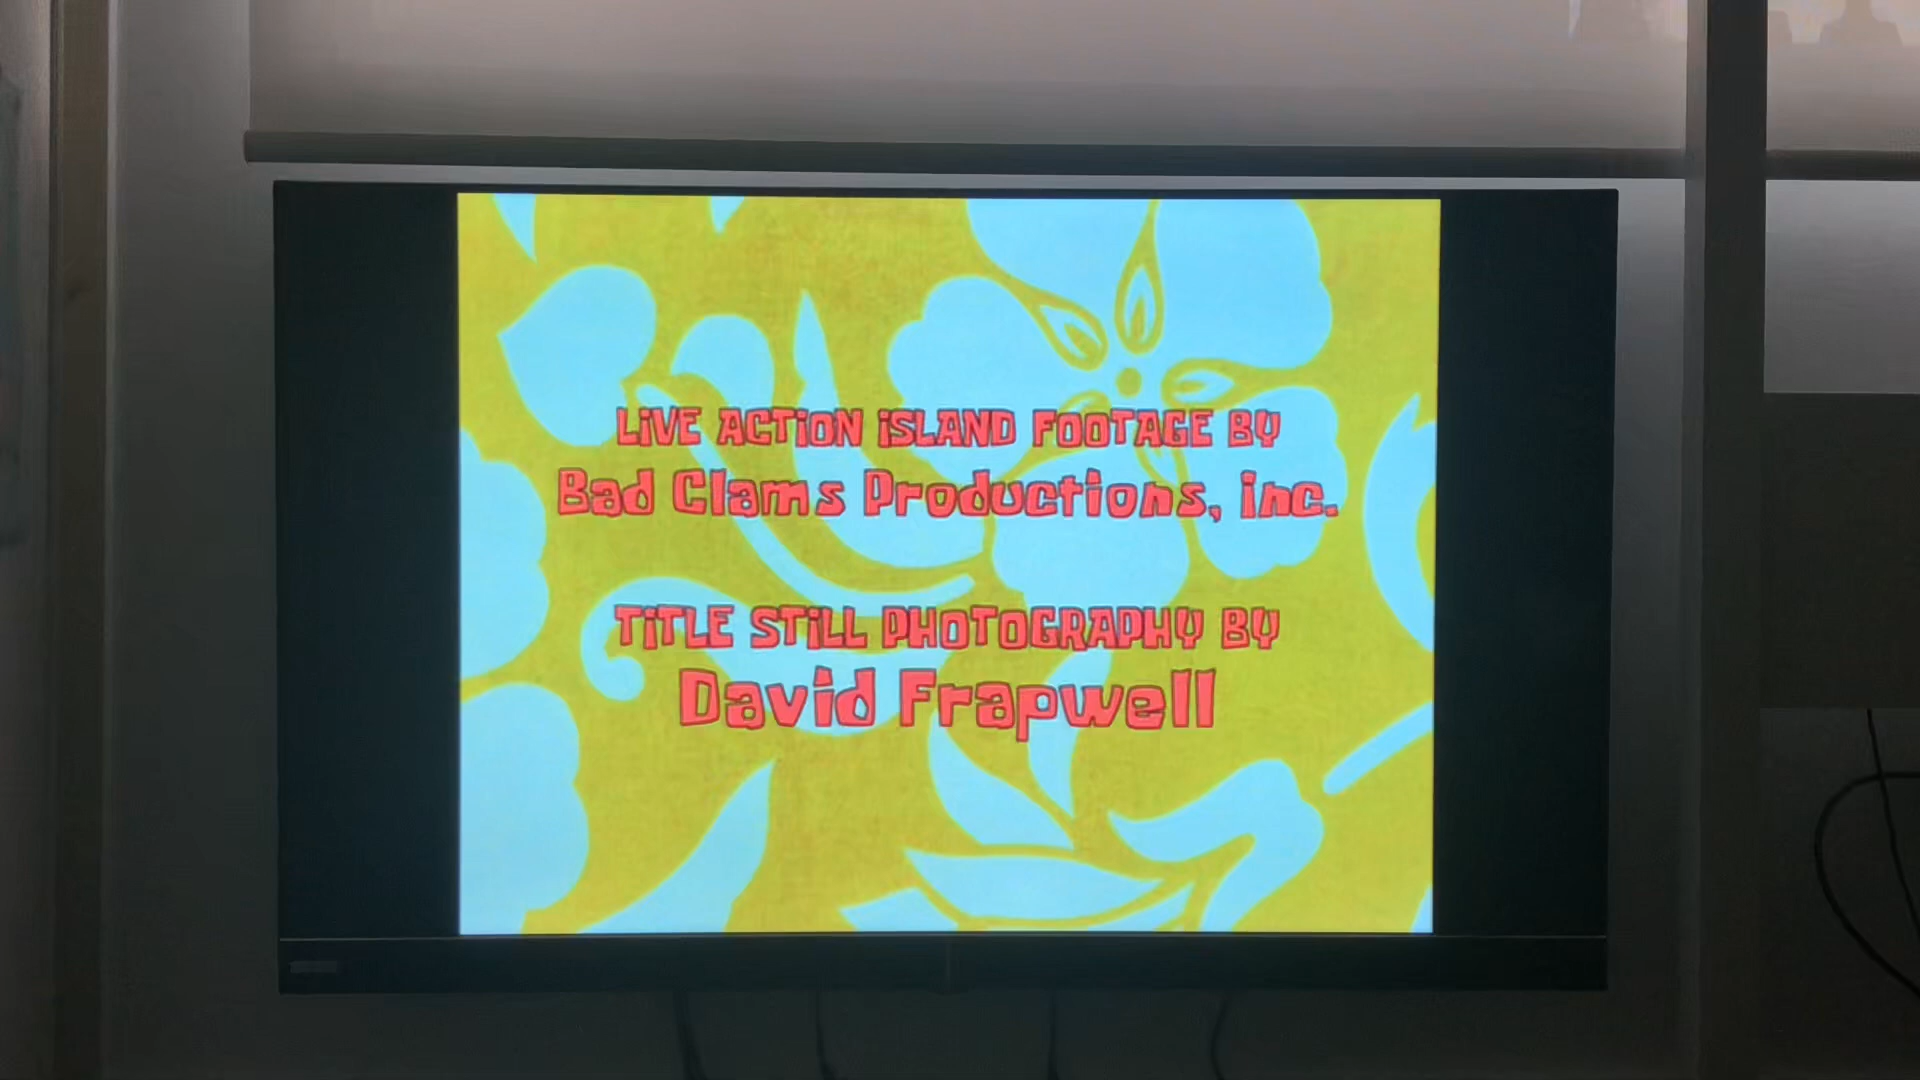 LiVE ACTiON iSLAND FOOTAGE BY
Bad Clams Productions, inc.
TiTLE STiLL PHOTOGRAPHY BY
David Frapwell